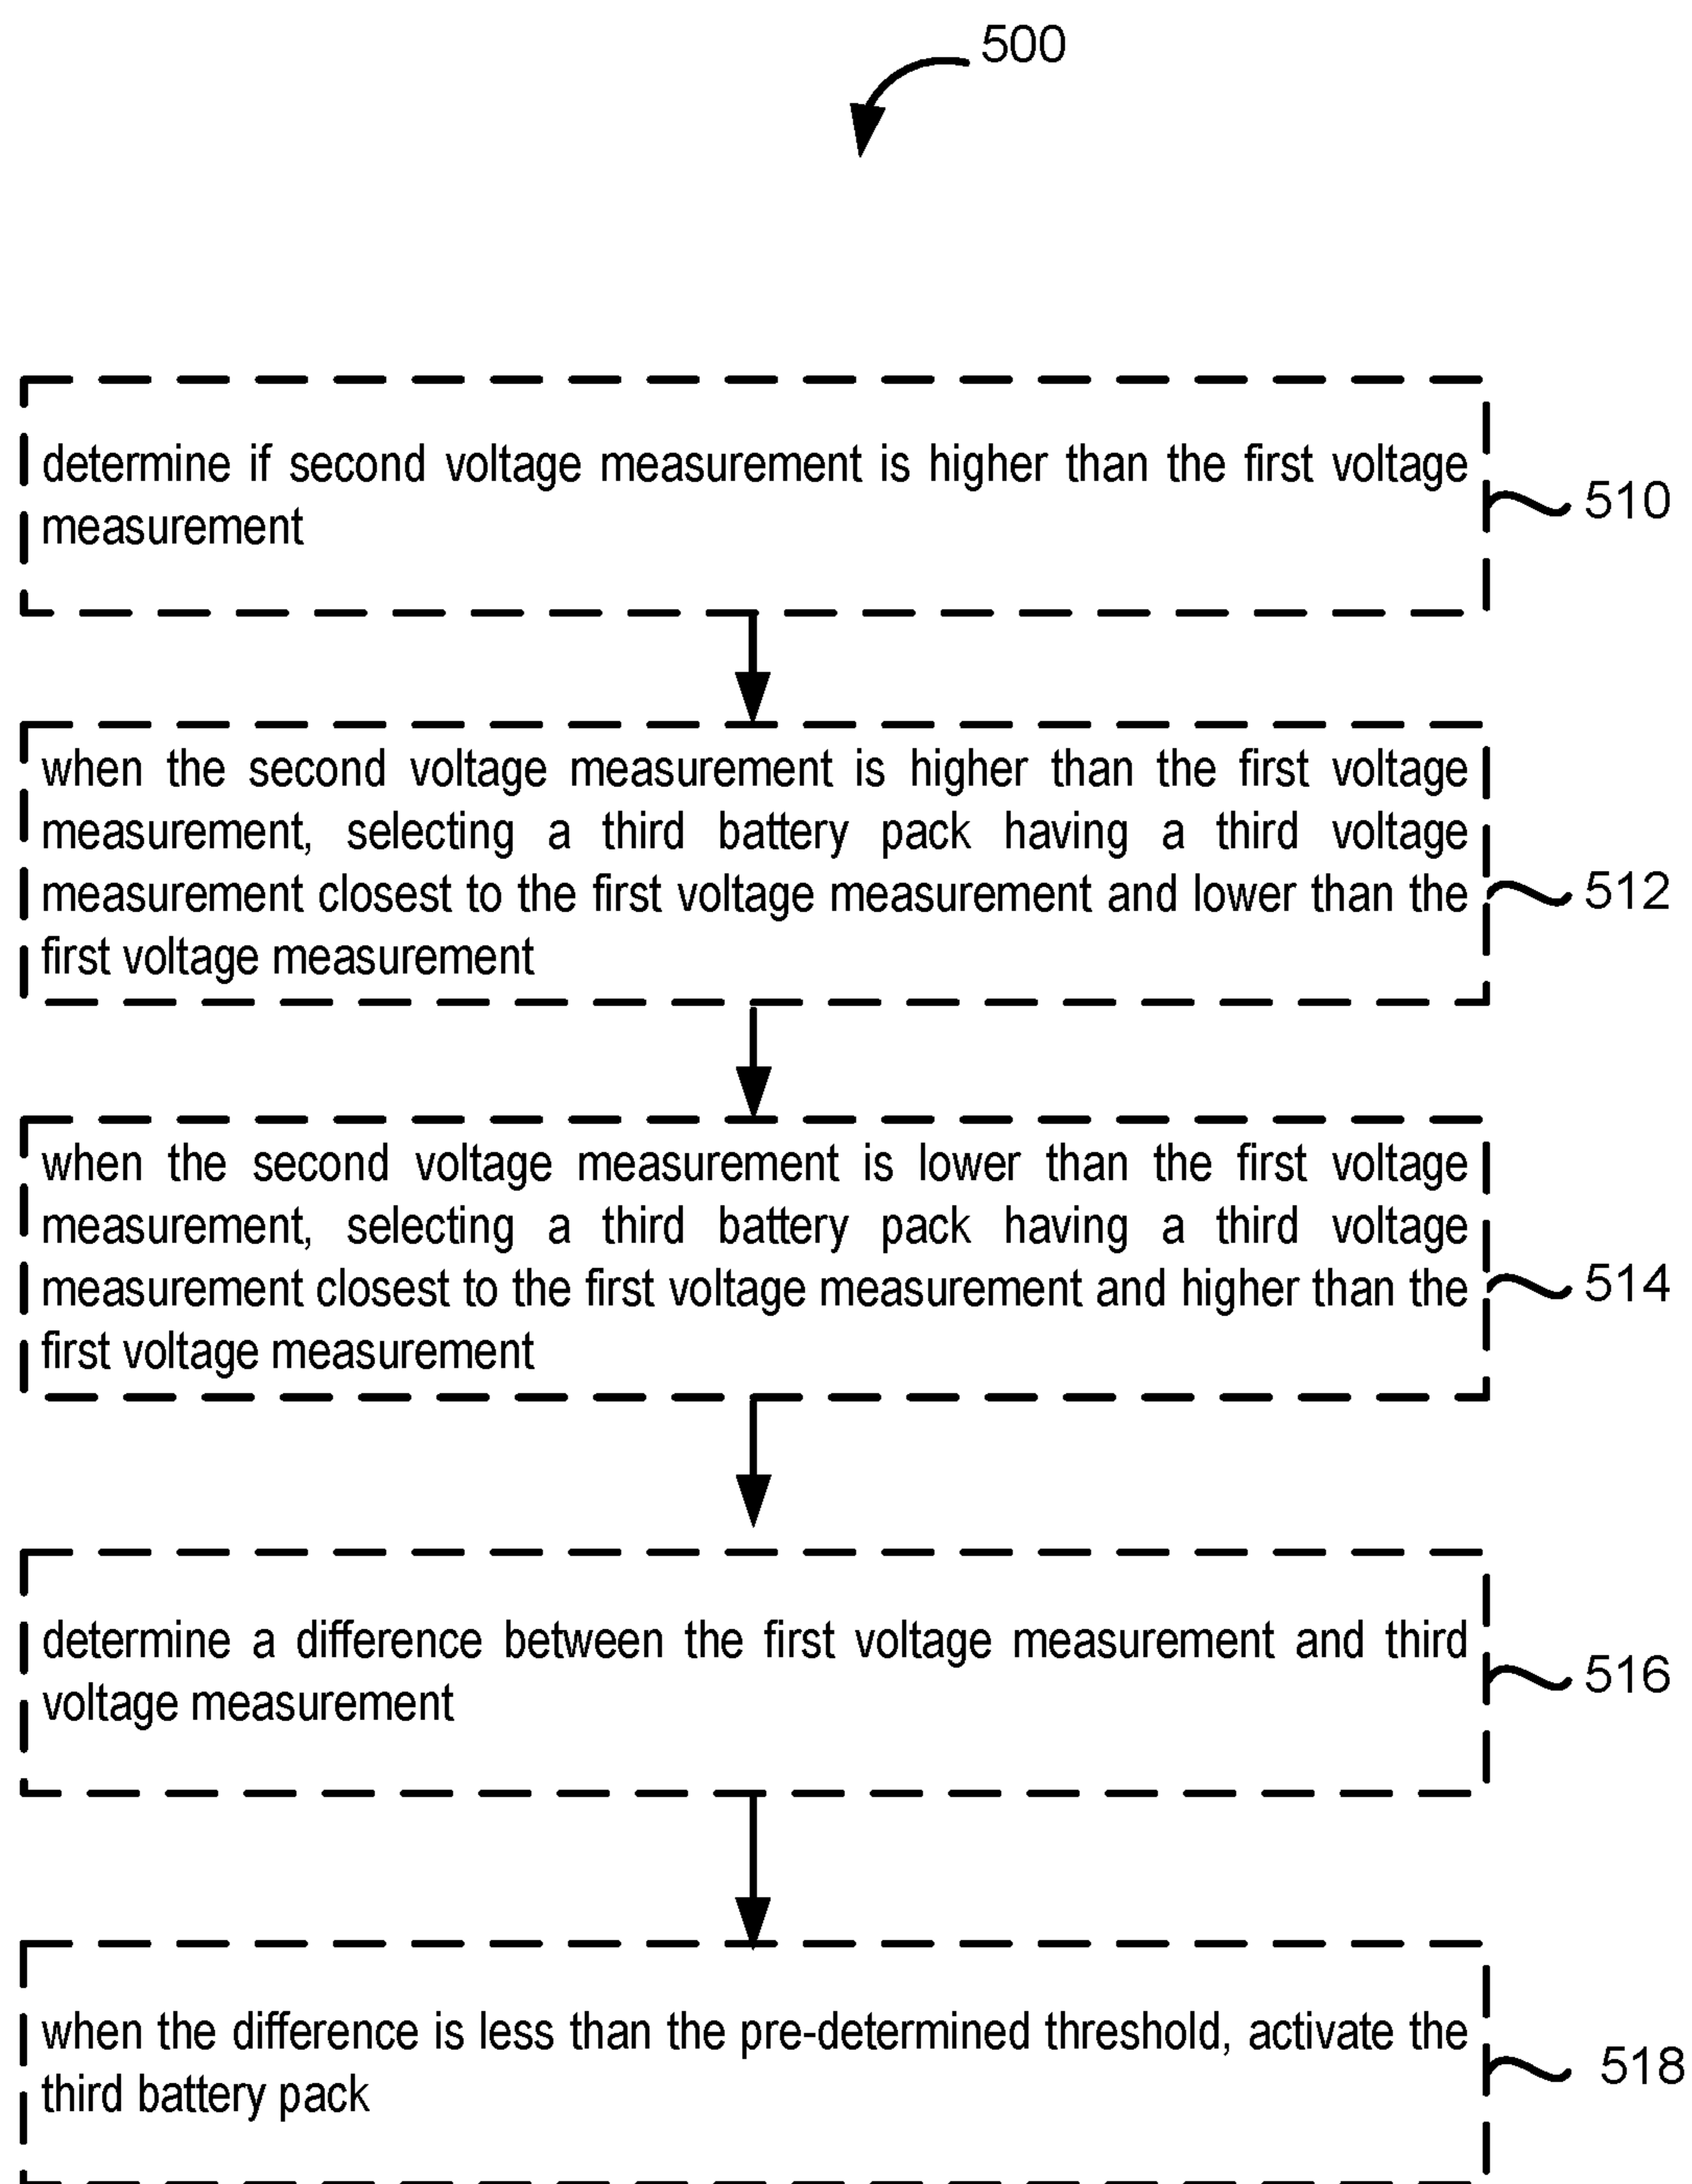 500
determine if second voltage measurement is higher than the first voltage
measurement
510
when the second voltage measurement is higher than the first voltage
measurement, selecting a third battery pack having a third voltage
measurement closest to the first voltage measurement and lower than the
first voltage measurement
512
when the second voltage measurement is lower than the first voltage
measurement, selecting a third battery pack having a third voltage
measurement closest to the first voltage measurement and higher than the
first voltage measurement
514
determine a difference between the first voltage measurement and third
voltage measurement
516
when the difference is less than the pre-determined threshold, activate the
third battery pack
518